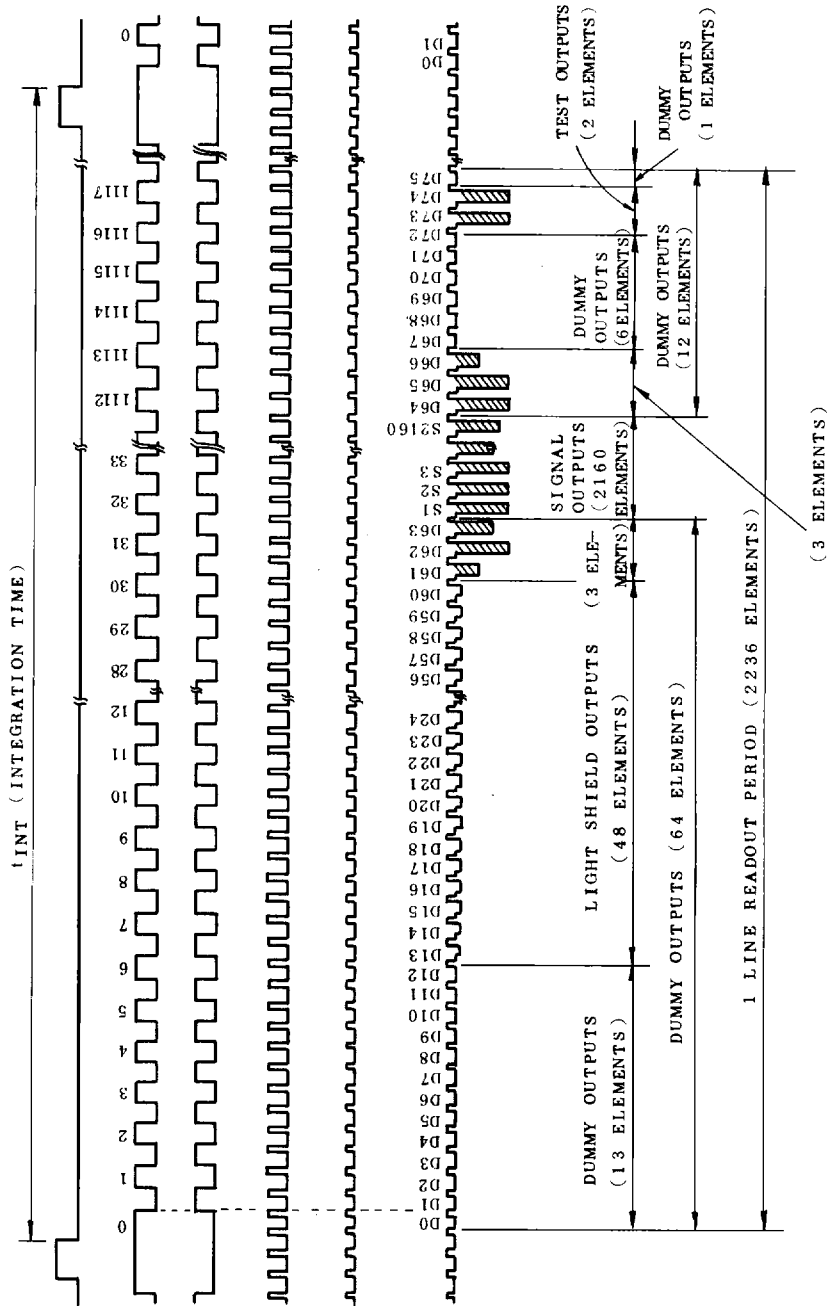 tINT (INTEGRATION TIME)
0 1 2 3 4 5 6 7 8 9 10 11 12 28 29 30 31 32 33 1112 1113 1114 1115 1116 1117 0
D0 D1 D2 D3 D4 D5 D6 D7 D8 D9 D10 D11 D12 D13 D14 D15 D16 D17 D18 D19 D20 D21 D22 D23 D24 D56 D57 D58 D59 D60 D61 D62 D63 S1 S2 S3 S2160 D64 D65 D66 D67 D68 D69 D70 D71 D72 D73 D74 D75 D0 D1
DUMMY OUTPUTS
(13 ELEMENTS)
LIGHT SHIELD OUTPUTS
(48 ELEMENTS)
(3 ELE-
MENTS)
SIGNAL
OUTPUTS
(2160
ELEMENTS)
DUMMY
OUTPUTS
(6 ELEMENTS)
TEST OUTPUTS
(2 ELEMENTS)
DUMMY
OUTPUTS
(1 ELEMENTS)
DUMMY OUTPUTS (64 ELEMENTS)
DUMMY OUTPUTS
(12 ELEMENTS)
1 LINE READOUT PERIOD (2236 ELEMENTS)
(3 ELEMENTS)